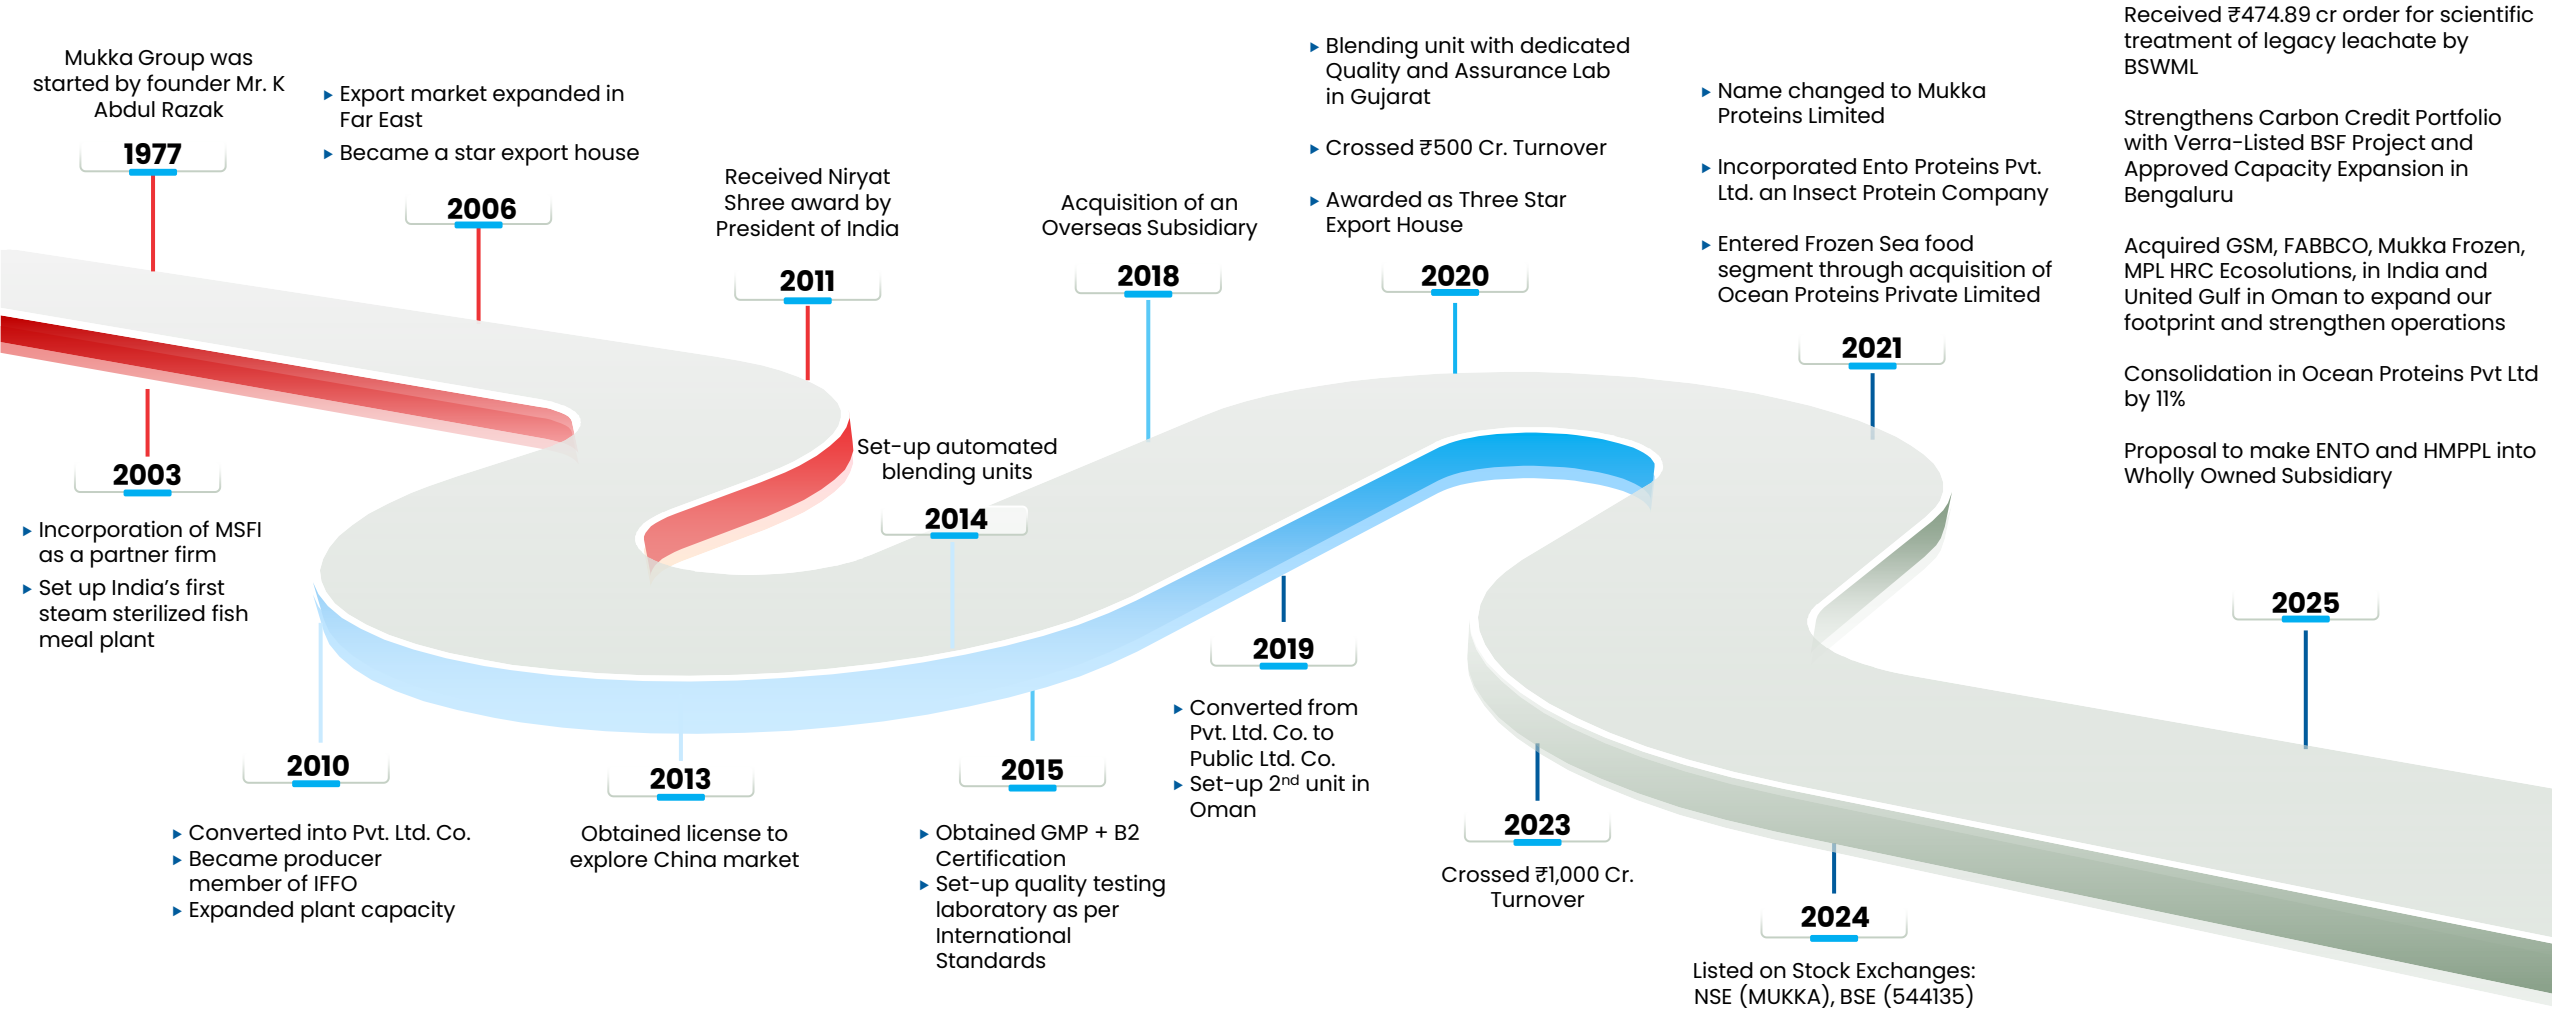 Mukka Group was
started by founder Mr. K
Abdul Razak
1977
2003
▸ Incorporation of MSFI
as a partner firm
▸ Set up India’s first
steam sterilized fish
meal plant
▸ Export market expanded in
Far East
▸ Became a star export house
2006
2010
▸ Converted into Pvt. Ltd. Co.
▸ Became producer
member of IFFO
▸ Expanded plant capacity
Received Niryat
Shree award by
President of India
2011
2013
Obtained license to
explore China market
Set-up automated
blending units
2014
2015
▸ Obtained GMP + B2
Certification
▸ Set-up quality testing
laboratory as per
International
Standards
Acquisition of an
Overseas Subsidiary
2018
2019
▸ Converted from
Pvt. Ltd. Co. to
Public Ltd. Co.
▸ Set-up 2nd unit in
Oman
▸ Blending unit with dedicated
Quality and Assurance Lab
in Gujarat
▸ Crossed ₹500 Cr. Turnover
▸ Awarded as Three Star
Export House
2020
▸ Name changed to Mukka
Proteins Limited
▸ Incorporated Ento Proteins Pvt.
Ltd. an Insect Protein Company
▸ Entered Frozen Sea food
segment through acquisition of
Ocean Proteins Private Limited
2021
2023
Crossed ₹1,000 Cr.
Turnover
2024
Listed on Stock Exchanges:
NSE (MUKKA), BSE (544135)
Received ₹474.89 cr order for scientific
treatment of legacy leachate by
BSWML
Strengthens Carbon Credit Portfolio
with Verra-Listed BSF Project and
Approved Capacity Expansion in
Bengaluru
Acquired GSM, FABBCO, Mukka Frozen,
MPL HRC Ecosolutions, in India and
United Gulf in Oman to expand our
footprint and strengthen operations
Consolidation in Ocean Proteins Pvt Ltd
by 11%
Proposal to make ENTO and HMPPL into
Wholly Owned Subsidiary
2025